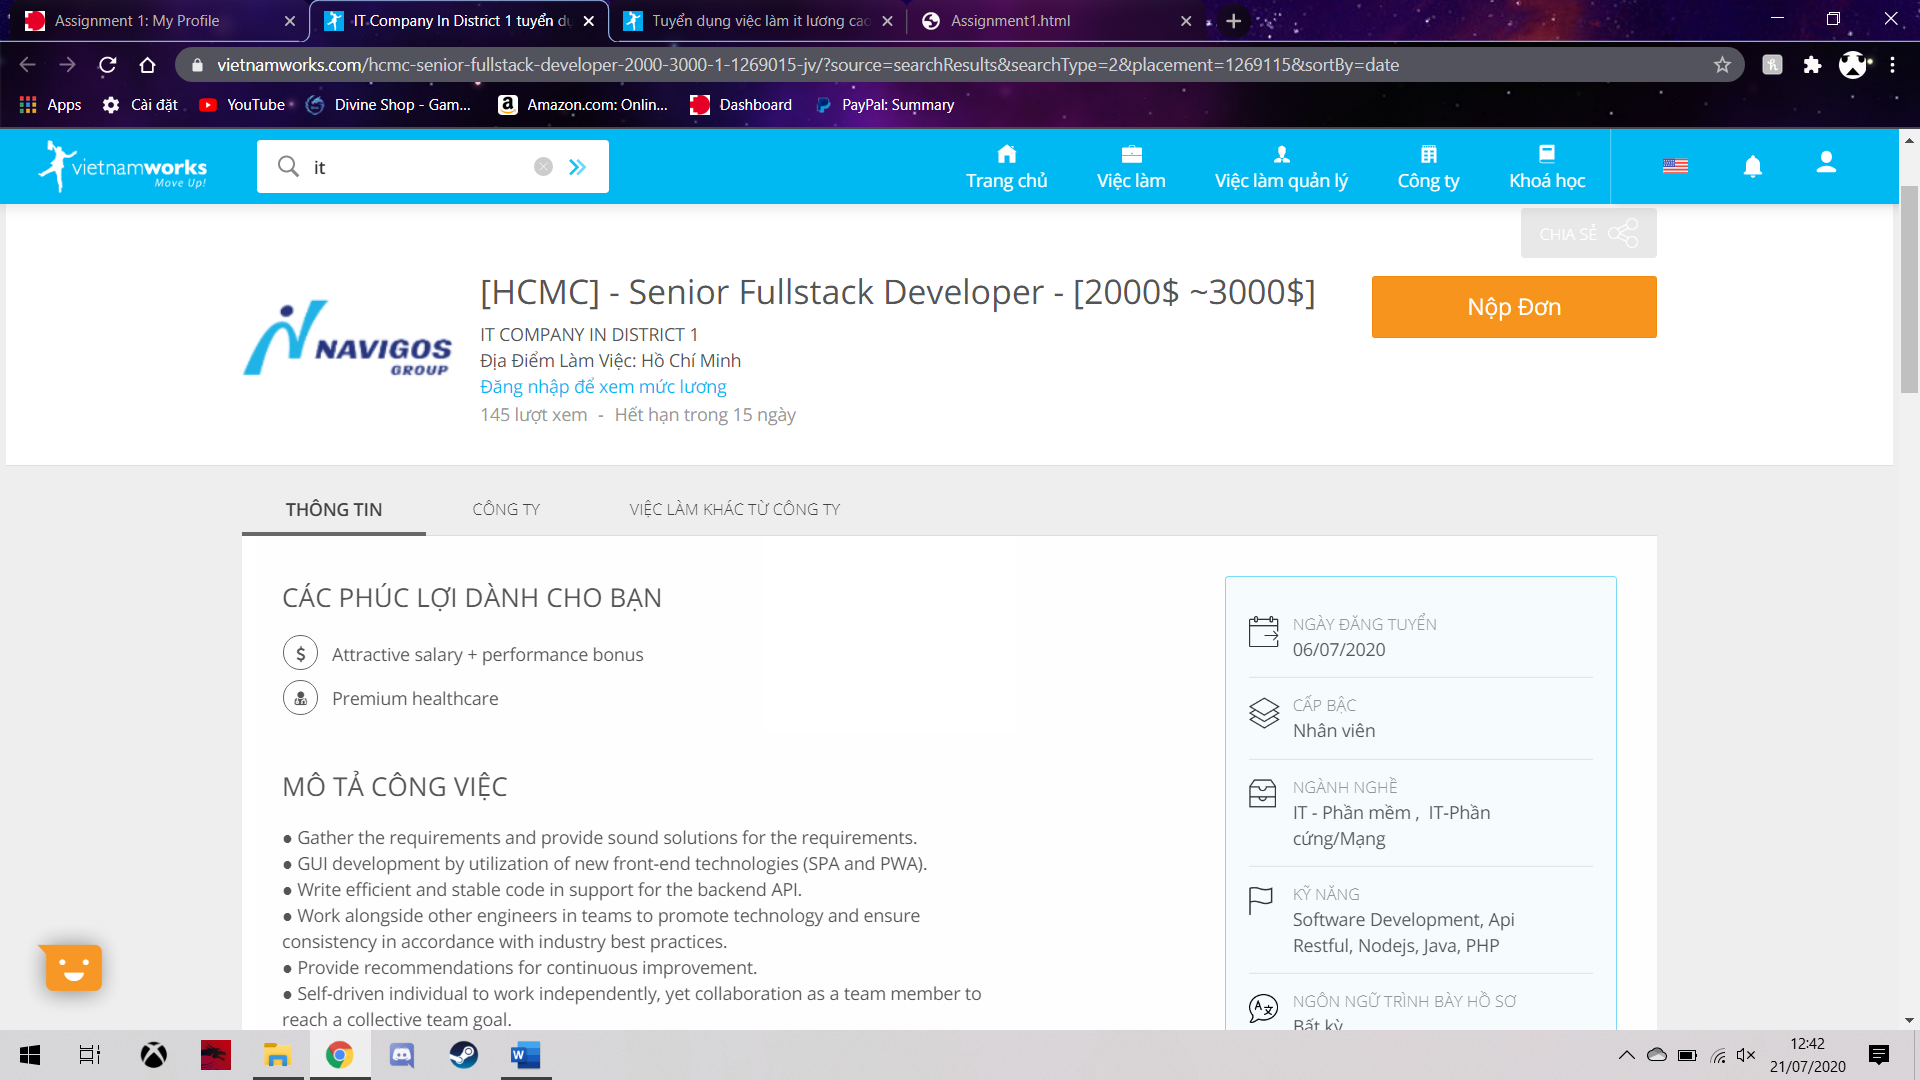 Assignment 1: My Profile
IT Company In District 1 tuyển dụ
Tuyển dụng việc làm it lương cao
Assignment1.html
vietnamworks.com/hcmc-senior-fullstack-developer-2000-3000-1-1269015-jv/?source=searchResults&searchType=2&placement=1269115&sortBy=date
Apps
Cài đặt
YouTube
Divine Shop - Gam...
Amazon.com: Onlin...
Dashboard
PayPal: Summary
vietnamworks
Move Up!
it
Trang chủ
Việc làm
Việc làm quản lý
Công ty
Khoá học
CHIA SẺ
[HCMC] - Senior Fullstack Developer - [2000$ ~3000$]
Nộp Đơn
NAVIGOS
GROUP
IT COMPANY IN DISTRICT 1
Địa Điểm Làm Việc: Hồ Chí Minh
Đăng nhập để xem mức lương
145 lượt xem - Hết hạn trong 15 ngày
THÔNG TIN
CÔNG TY
VIỆC LÀM KHÁC TỪ CÔNG TY
CÁC PHÚC LỢI DÀNH CHO BẠN
$ Attractive salary + performance bonus
Premium healthcare
MÔ TẢ CÔNG VIỆC
● Gather the requirements and provide sound solutions for the requirements.
● GUI development by utilization of new front-end technologies (SPA and PWA).
● Write efficient and stable code in support for the backend API.
● Work alongside other engineers in teams to promote technology and ensure
consistency in accordance with industry best practices.
● Provide recommendations for continuous improvement.
● Self-driven individual to work independently, yet collaboration as a team member to
reach a collective team goal.
NGÀY ĐĂNG TUYỂN
06/07/2020
CẤP BẬC
Nhân viên
NGÀNH NGHỀ
IT - Phần mềm , IT-Phần
cứng/Mạng
KỸ NĂNG
Software Development, Api
Restful, Nodejs, Java, PHP
NGÔN NGỮ TRÌNH BÀY HỒ SƠ
Bất kỳ
12:42
21/07/2020